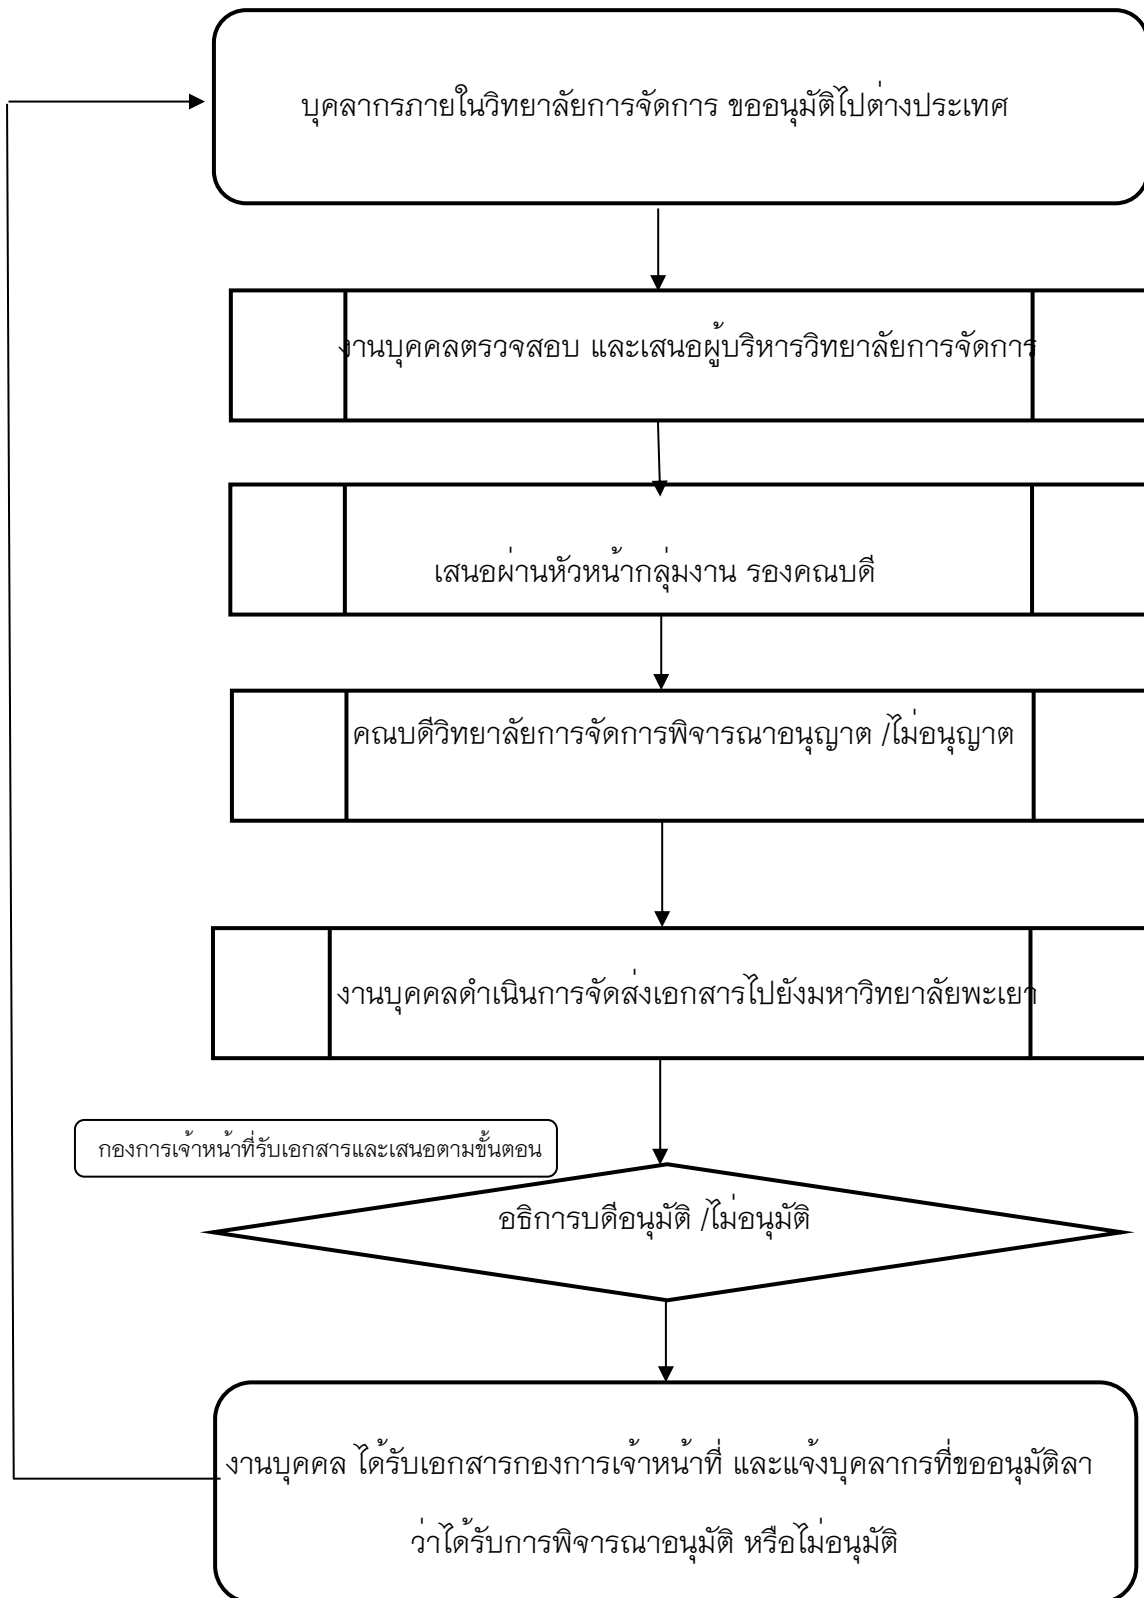 บุคลากรภายในวิทยาลัยการจัดการ ขออนุมัติไปต่างประเทศ
งานบุคคลตรวจสอบ และเสนอผู้บริหารวิทยาลัยการจัดการ
เสนอผ่านหัวหน้ากลุ่มงาน รองคณบดี
คณบดีวิทยาลัยการจัดการพิจารณาอนุญาต /ไม่อนุญาต
งานบุคคลดำเนินการจัดส่งเอกสารไปยังมหาวิทยาลัยพะเยา
กองการเจ้าหน้าที่รับเอกสารและเสนอตามขั้นตอน
อธิการบดีอนุมัติ /ไม่อนุมัติ
งานบุคคล ได้รับเอกสารกองการเจ้าหน้าที่ และแจ้งบุคลากรที่ขออนุมัติลา
ว่าได้รับการพิจารณาอนุมัติ หรือไม่อนุมัติ